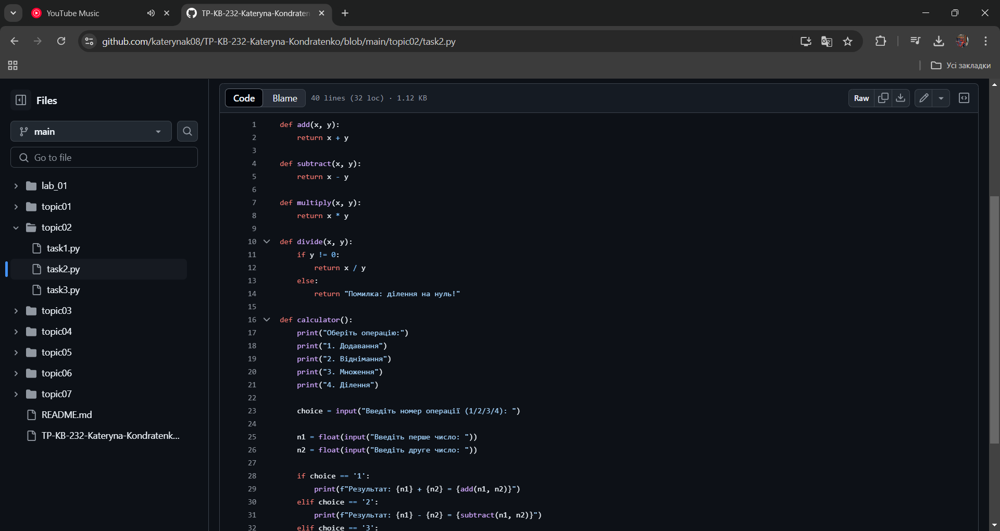 YouTube Music
TP-KB-232-Kateryna-Kondraten
github.com/katerynak08/TP-KB-232-Kateryna-Kondratenko/blob/main/topic02/task2.py
Усі закладки
Files
main
Go to file
lab_01
topic01
topic02
task1.py
task2.py
task3.py
topic03
topic04
topic05
topic06
topic07
README.md
TP-KB-232-Kateryna-Kondratenk...
Code Blame 40 lines (32 loc) · 1.12 KB Raw
1 def add(x, y):
2 return x + y
3
4 def subtract(x, y):
5 return x - y
6
7 def multiply(x, y):
8 return x * y
9
10 def divide(x, y):
11 if y != 0:
12 return x / y
13 else:
14 return "Помилка: ділення на нуль!"
15
16 def calculator():
17 print("Оберіть операцію:")
18 print("1. Додавання")
19 print("2. Віднімання")
20 print("3. Множення")
21 print("4. Ділення")
22
23 choice = input("Введіть номер операції (1/2/3/4): ")
24
25 n1 = float(input("Введіть перше число: "))
26 n2 = float(input("Введіть друге число: "))
27
28 if choice == '1':
29 print(f"Результат: {n1} + {n2} = {add(n1, n2)}")
30 elif choice == '2':
31 print(f"Результат: {n1} - {n2} = {subtract(n1, n2)}")
32 elif choice == '3':